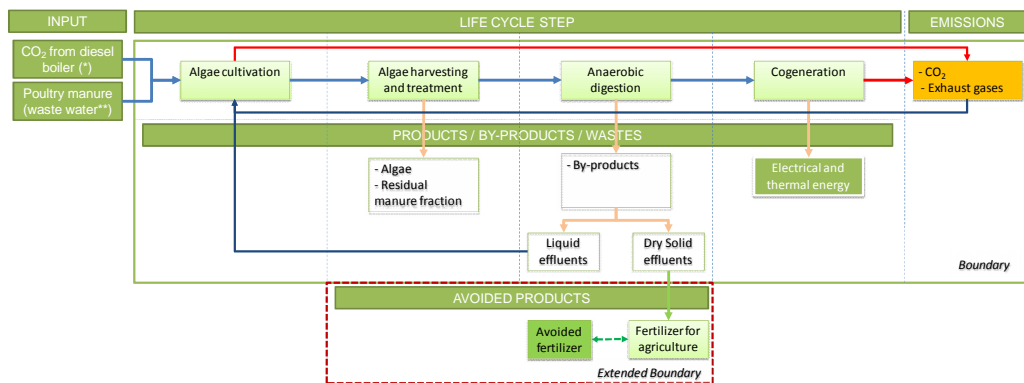 INPUT
LIFE CYCLE STEP
EMISSIONS
CO₂ from diesel
boiler (*)
Poultry manure
(waste water**)
Algae cultivation
Algae harvesting
and treatment
Anaerobic
digestion
Cogeneration
- CO₂
- Exhaust gases
PRODUCTS / BY-PRODUCTS / WASTES
- Algae
- Residual
manure fraction
- By-products
Electrical and
thermal energy
Liquid
effluents
Dry Solid
effluents
Boundary
AVOIDED PRODUCTS
Avoided
fertilizer
Fertilizer for
agriculture
Extended Boundary